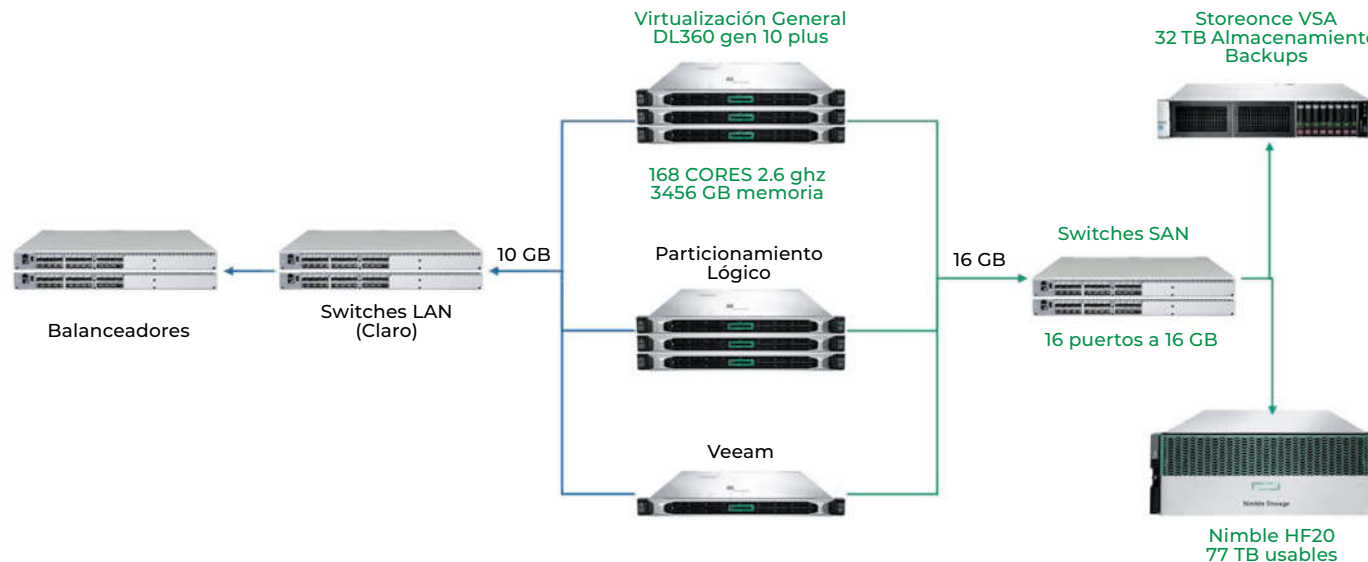 Virtualización General
DL360 gen 10 plus
168 CORES 2.6 ghz
3456 GB memoria
Storeonce VSA
32 TB Almacenamiento
Backups
Balanceadores
Switches LAN
(Claro)
10 GB
Particionamiento
Lógico
16 GB
Switches SAN
16 puertos a 16 GB
Veeam
Nimble Storage
Nimble HF20
77 TB usables